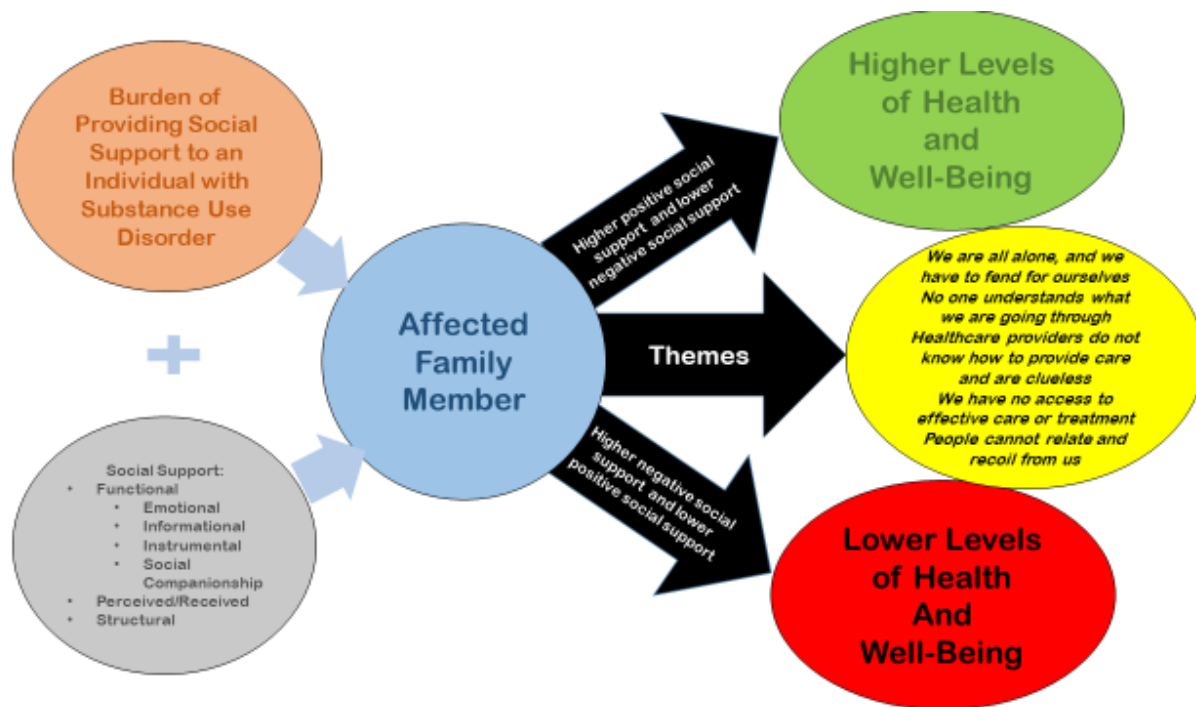 Burden of
Providing Social
Support to an
Individual with
Substance Use
Disorder
+
Social Support:
• Functional
• Emotional
• Informational
• Instrumental
• Social
Companionship
• Perceived/Received
• Structural
Affected
Family
Member
Higher positive social
support and lower
negative social support
Themes
Higher negative social
support and lower
positive social support
Higher Levels
of Health
and
Well-Being
We are all alone, and we
have to fend for ourselves
No one understands what
we are going through
Healthcare providers do not
know how to provide care
and are clueless
We have no access to
effective care or treatment
People cannot relate and
recoil from us
Lower Levels
of Health
And
Well-Being